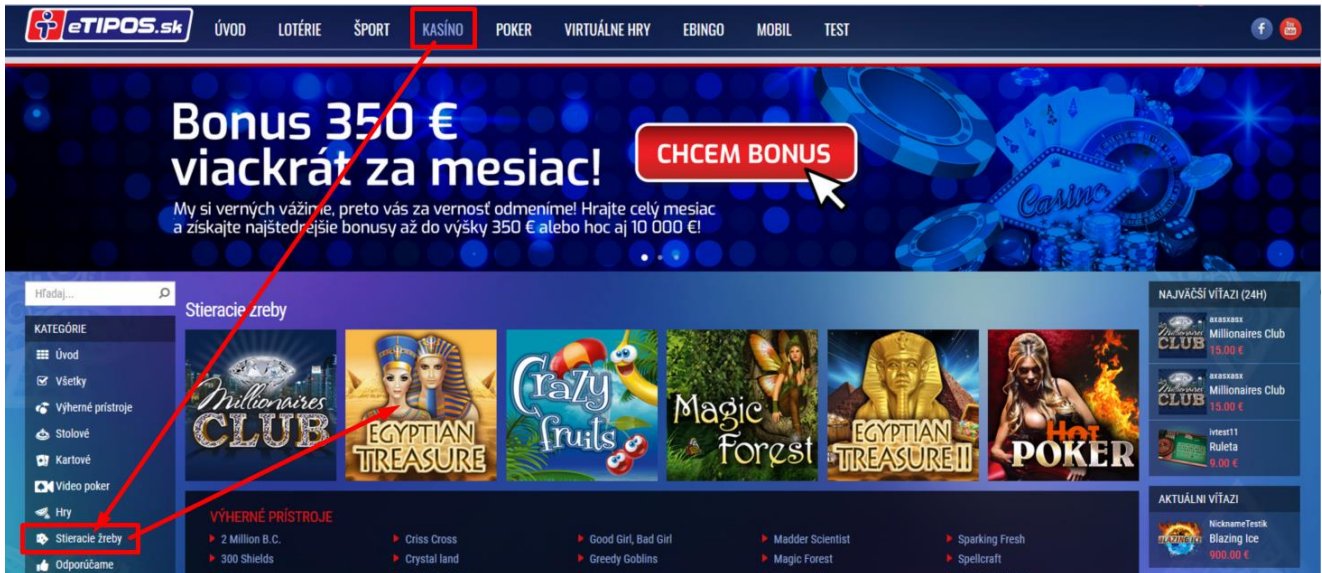 eTIPOS.sk
ÚVOD LOTÉRIE ŠPORT KASÍNO POKER VIRTUÁLNE HRY EBINGO MOBIL TEST
Bonus 350 €
viackrát za mesiac!
CHCEM BONUS
My si verných vážime, preto vás za vernosť odmeníme! Hrajte celý mesiac
a získajte najštedrejšie bonusy až do výšky 350 € alebo hoc aj 10 000 €!
Casino
Hľadaj...
KATEGÓRIE
Úvod
Všetky
Výherné prístroje
Stolové
Kartové
Video poker
Hry
Stieracie žreby
Odporúčame
Stieracie žreby
Millionaires
CLUB
EGYPTIAN
TREASURE
Crazy
fruits
Magic
Forest
EGYPTIAN
TREASURE II
Hot
POKER
VÝHERNÉ PRÍSTROJE
2 Million B.C. Criss Cross Good Girl, Bad Girl Madder Scientist Sparking Fresh
300 Shields Crystal land Greedy Goblins Magic Forest Spellcraft
NAJVÄČŠÍ VÍŤAZI (24H)
axasxasx
Millionaires Club
15.00 €
axasxasx
Millionaires Club
15.00 €
ivtest11
Ruleta
9.00 €
AKTUÁLNI VÍŤAZI
NicknameTestik
Blazing Ice
900.00 €